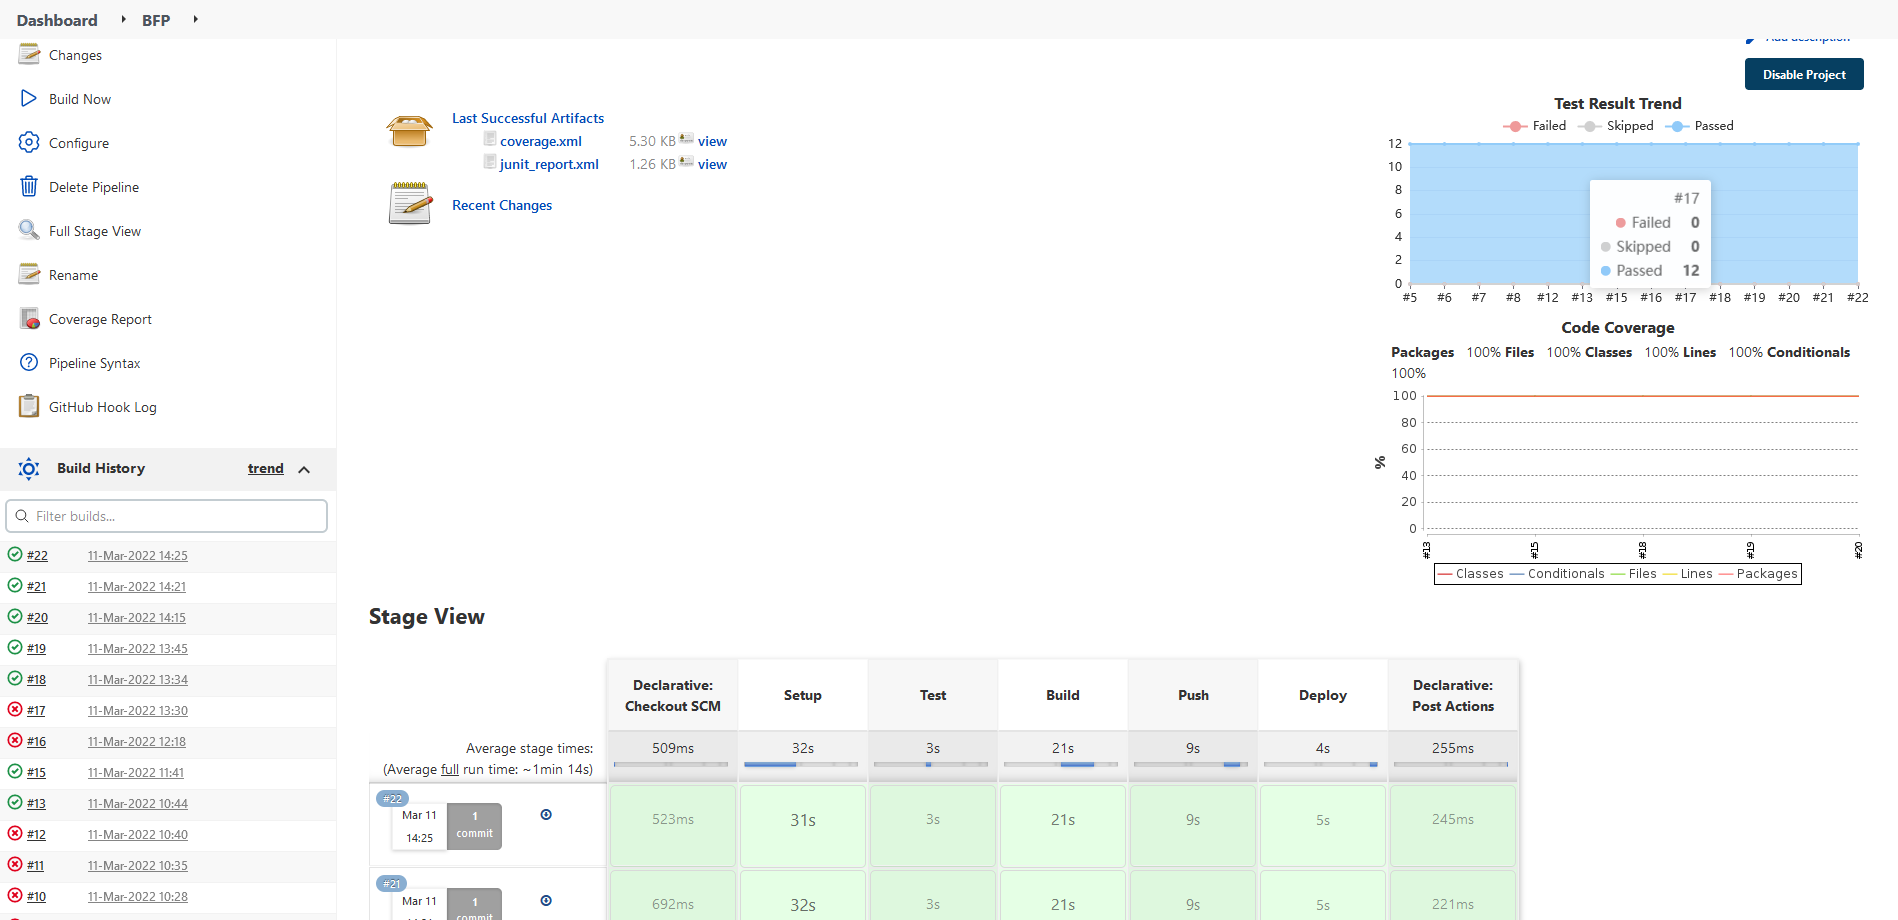 Dashboard BFP
Changes
Build Now
Configure
Delete Pipeline
Full Stage View
Rename
Coverage Report
Pipeline Syntax
GitHub Hook Log
Build History trend
Filter builds...
#22 11-Mar-2022 14:25
#21 11-Mar-2022 14:21
#20 11-Mar-2022 14:15
#19 11-Mar-2022 13:45
#18 11-Mar-2022 13:34
#17 11-Mar-2022 13:30
#16 11-Mar-2022 12:18
#15 11-Mar-2022 11:41
#13 11-Mar-2022 10:44
#12 11-Mar-2022 10:40
#11 11-Mar-2022 10:35
#10 11-Mar-2022 10:28
Last Successful Artifacts
coverage.xml 5.30 KB view
junit_report.xml 1.26 KB view
Recent Changes
Add description
Disable Project
Test Result Trend
Failed Skipped Passed
12
10
8
6
4
2
0
#17
Failed 0
Skipped 0
Passed 12
#5 #6 #7 #8 #12 #13 #15 #16 #17 #18 #19 #20 #21 #22
Code Coverage
Packages 100% Files 100% Classes 100% Lines 100% Conditionals
100%
100
80
60
40
20
0
%
#13 #15 #18 #19 #20
Classes Conditionals Files Lines Packages
Stage View
Declarative: Checkout SCM
Setup
Test
Build
Push
Deploy
Declarative: Post Actions
Average stage times:
(Average full run time: ~1min 14s)
509ms 32s 3s 21s 9s 4s 255ms
#22
Mar 11
14:25
1
commit
523ms 31s 3s 21s 9s 5s 245ms
#21
Mar 11
1
commit
692ms 32s 3s 21s 9s 5s 221ms